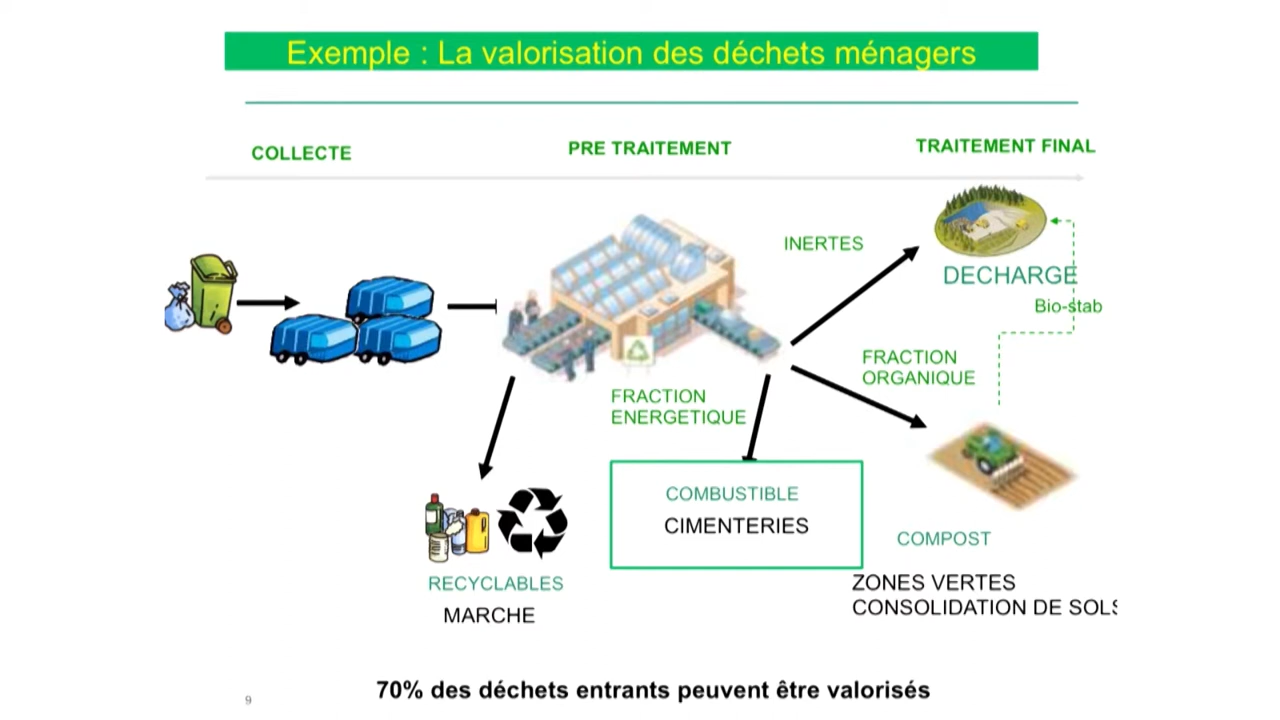 Exemple : La valorisation des déchets ménagers
COLLECTE
PRE TRAITEMENT
TRAITEMENT FINAL
INERTES
DECHARGE
Bio-stab
FRACTION
ORGANIQUE
FRACTION
ENERGETIQUE
COMBUSTIBLE
CIMENTERIES
COMPOST
RECYCLABLES
MARCHE
ZONES VERTES
CONSOLIDATION DE SOLS
70% des déchets entrants peuvent être valorisés
9